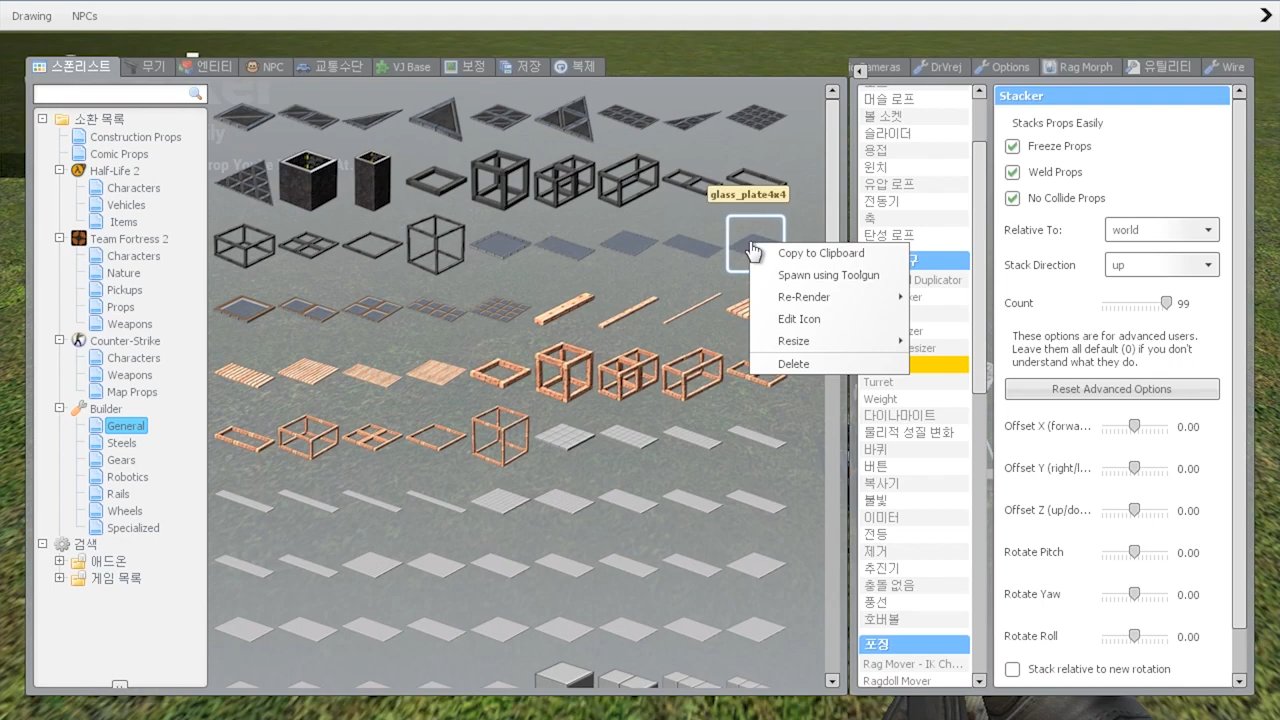 Drawing NPCs
스폰리스트 무기 엔티티 NPC 교통수단 VJ Base 보정 저장 복제
Cameras DrVrej Options Rag Morph 유틸리티 Wire
소환 목록
Construction Props
Comic Props
Half-Life 2
Characters
Vehicles
Items
Team Fortress 2
Characters
Nature
Pickups
Props
Weapons
Counter-Strike
Characters
Weapons
Map Props
Builder
General
Steels
Gears
Robotics
Rails
Wheels
Specialized
검색
애드온
게임 목록
glass_plate4x4
Copy to Clipboard
Spawn using Toolgun
Re-Render
Edit Icon
Resize
Delete
머슬 로프
볼 소켓
슬라이더
용접
윈치
유압 로프
전동기
축
탄성 로프
Duplicator
Turret
Weight
다이나마이트
물리적 성질 변화
바퀴
버튼
복사기
불빛
이미터
전등
제거
추진기
충돌 없음
풍선
호버볼
포징
Rag Mover - IK Ch...
Ragdoll Mover
Stacker
Stacks Props Easily
Freeze Props
Weld Props
No Collide Props
Relative To: world
Stack Direction up
Count 99
These options are for advanced users.
Leave them all default (0) if you don't
understand what they do.
Reset Advanced Options
Offset X (forwa... 0.00
Offset Y (right/l... 0.00
Offset Z (up/do... 0.00
Rotate Pitch 0.00
Rotate Yaw 0.00
Rotate Roll 0.00
Stack relative to new rotation